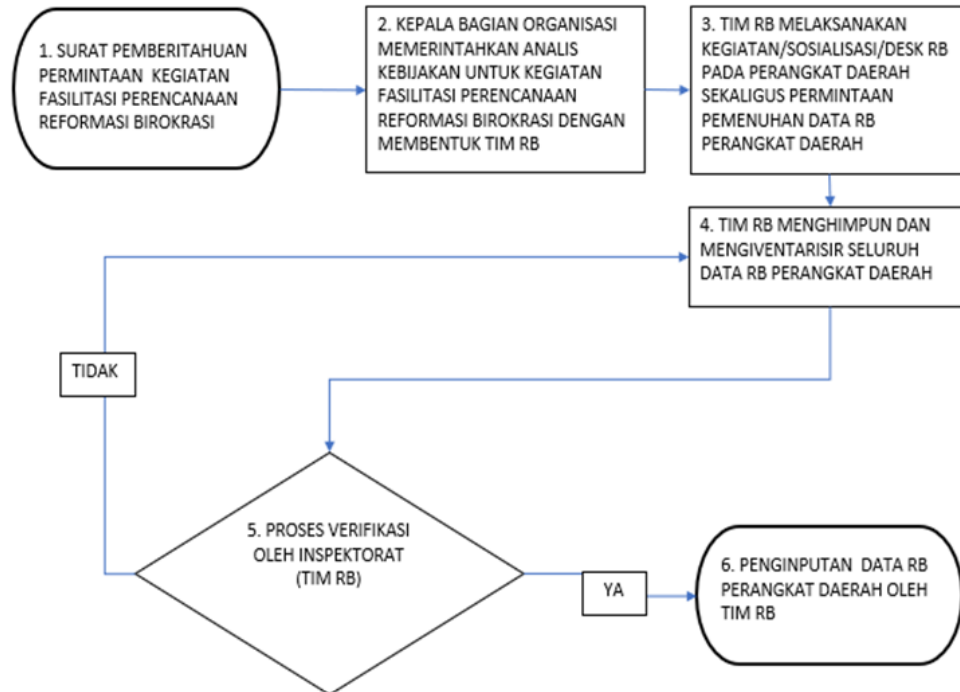 1. SURAT PEMBERITAHUAN
PERMINTAAN KEGIATAN
FASILITASI PERENCANAAN
REFORMASI BIROKRASI
2. KEPALA BAGIAN ORGANISASI
MEMERINTAHKAN ANALIS
KEBIJAKAN UNTUK KEGIATAN
FASILITASI PERENCANAAN
REFORMASI BIROKRASI DENGAN
MEMBENTUK TIM RB
3. TIM RB MELAKSANAKAN
KEGIATAN/SOSIALISASI/DESK RB
PADA PERANGKAT DAERAH
SEKALIGUS PERMINTAAN
PEMENUHAN DATA RB
PERANGKAT DAERAH
4. TIM RB MENGHIMPUN DAN
MENGIVENTARISIR SELURUH
DATA RB PERANGKAT DAERAH
TIDAK
5. PROSES VERIFIKASI
OLEH INSPEKTORAT
(TIM RB)
YA
6. PENGINPUTAN DATA RB
PERANGKAT DAERAH OLEH
TIM RB